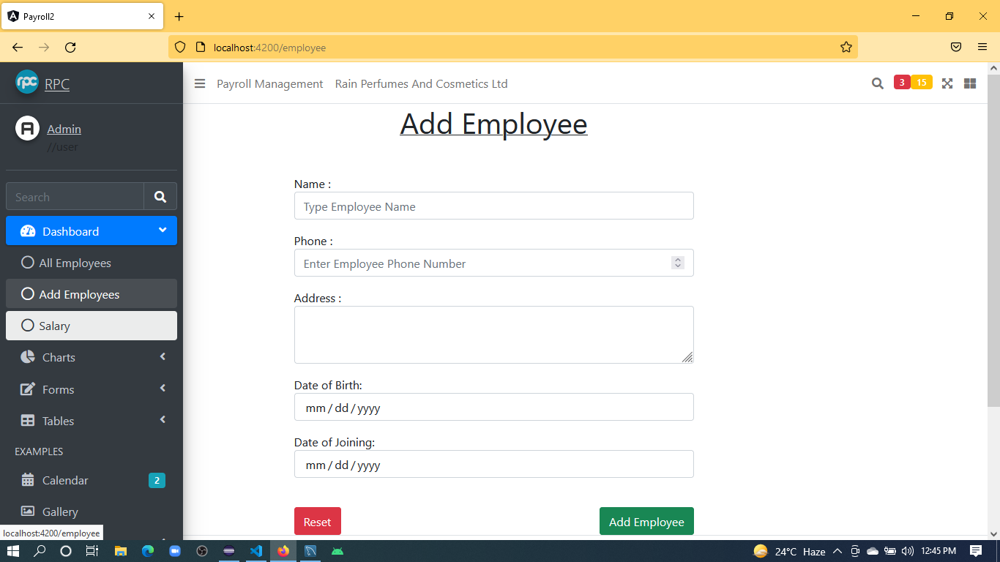 Payroll2
localhost:4200/employee
rpc RPC
Payroll Management Rain Perfumes And Cosmetics Ltd 3 15
Admin
//user
Search
Dashboard
All Employees
Add Employees
Salary
Charts
Forms
Tables
EXAMPLES
Calendar 2
Gallery
localhost:4200/employee
Add Employee
Name :
Type Employee Name
Phone :
Enter Employee Phone Number
Address :
Date of Birth:
mm / dd / yyyy
Date of Joining:
mm / dd / yyyy
Reset Add Employee
24°C Haze 12:45 PM